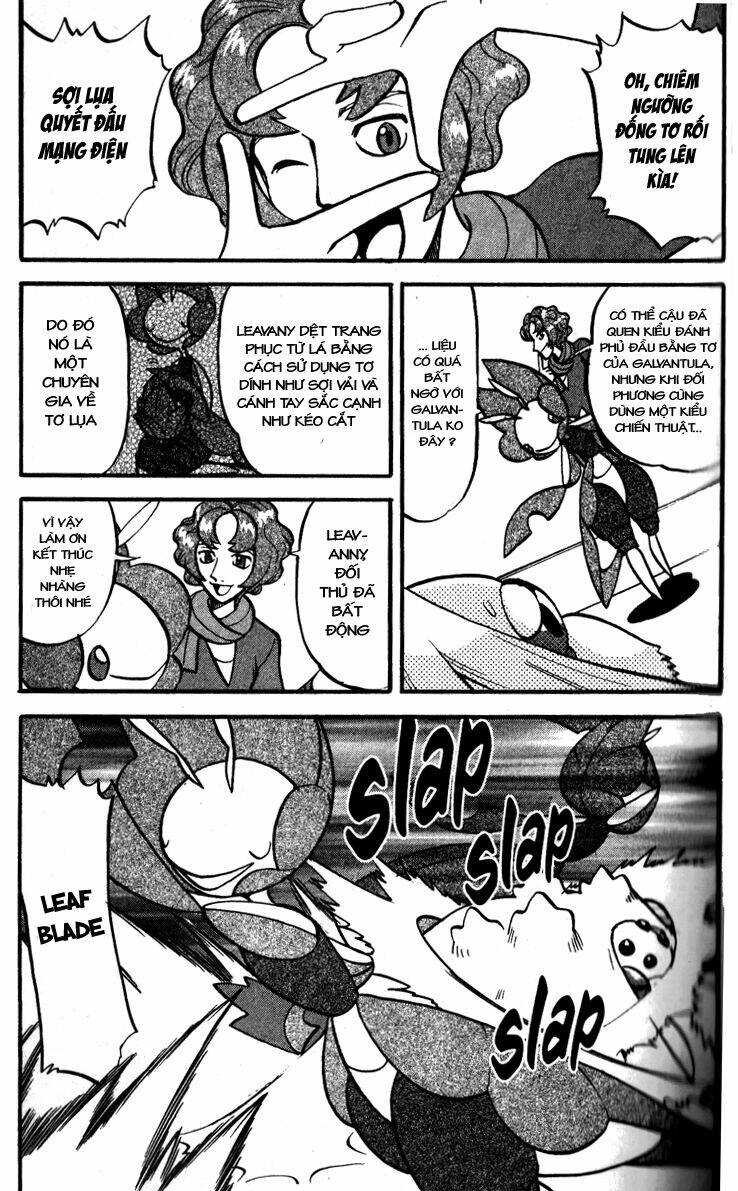 OH, CHIÊM
NGƯỠNG
ĐỐNG TƠ RỐI
TUNG LÊN
KÌA!
SỢI LỤA
QUYẾT ĐẤU
MẠNG ĐIỆN
CÓ THỂ CẬU ĐÃ
QUEN KIỂU ĐÁNH
PHỦ ĐẦU BẰNG TƠ
CỦA GALVANTULA,
NHƯNG KHI ĐỐI
PHƯƠNG CŨNG
DÙNG MỘT KIỂU
CHIẾN THUẬT...
... LIỆU
CÓ QUÁ
BẤT
NGỜ VỚI
GALVAN-
TULA KO
ĐÂY ?
LEAVANY DỆT TRANG
PHỤC TỪ LÁ BẰNG
CÁCH SỬ DỤNG TƠ
DÍNH NHƯ SỢI VẢI VÀ
CÁNH TAY SẮC CẠNH
NHƯ KÉO CẮT
DO ĐÓ
NÓ LÀ
MỘT
CHUYÊN
GIA VỀ
TƠ LỤA
LEAV-
ANNY,
ĐỐI
THỦ ĐÃ
BẤT
ĐỘNG
VÌ VẬY
LÀM ƠN
KẾT THÚC
NHẸ
NHÀNG
THÔI NHÉ
slap
slap
LEAF
BLADE
slap